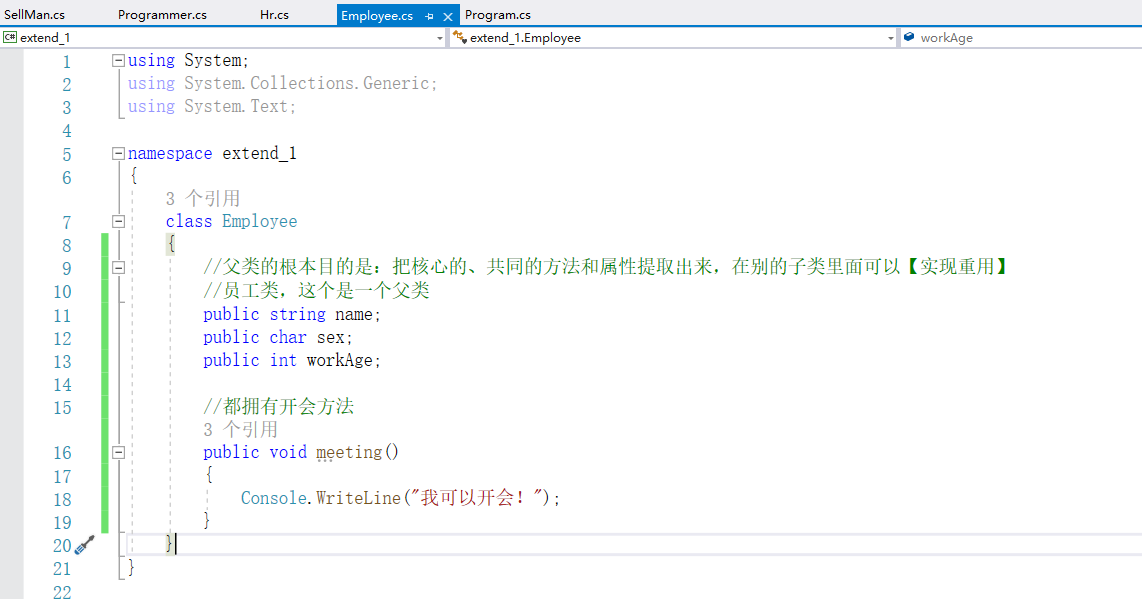 SellMan.cs Programmer.cs Hr.cs Employee.cs Program.cs
C# extend_1 extend_1.Employee workAge
1 using System;
2 using System.Collections.Generic;
3 using System.Text;
4
5 namespace extend_1
6 {
3 个引用
7 class Employee
8 {
9 //父类的根本目的是：把核心的、共同的方法和属性提取出来，在别的子类里面可以【实现重用】
10 //员工类，这个是一个父类
11 public string name;
12 public char sex;
13 public int workAge;
14
15 //都拥有开会方法
3 个引用
16 public void meeting()
17 {
18 Console.WriteLine("我可以开会！");
19 }
20 }
21 }
22